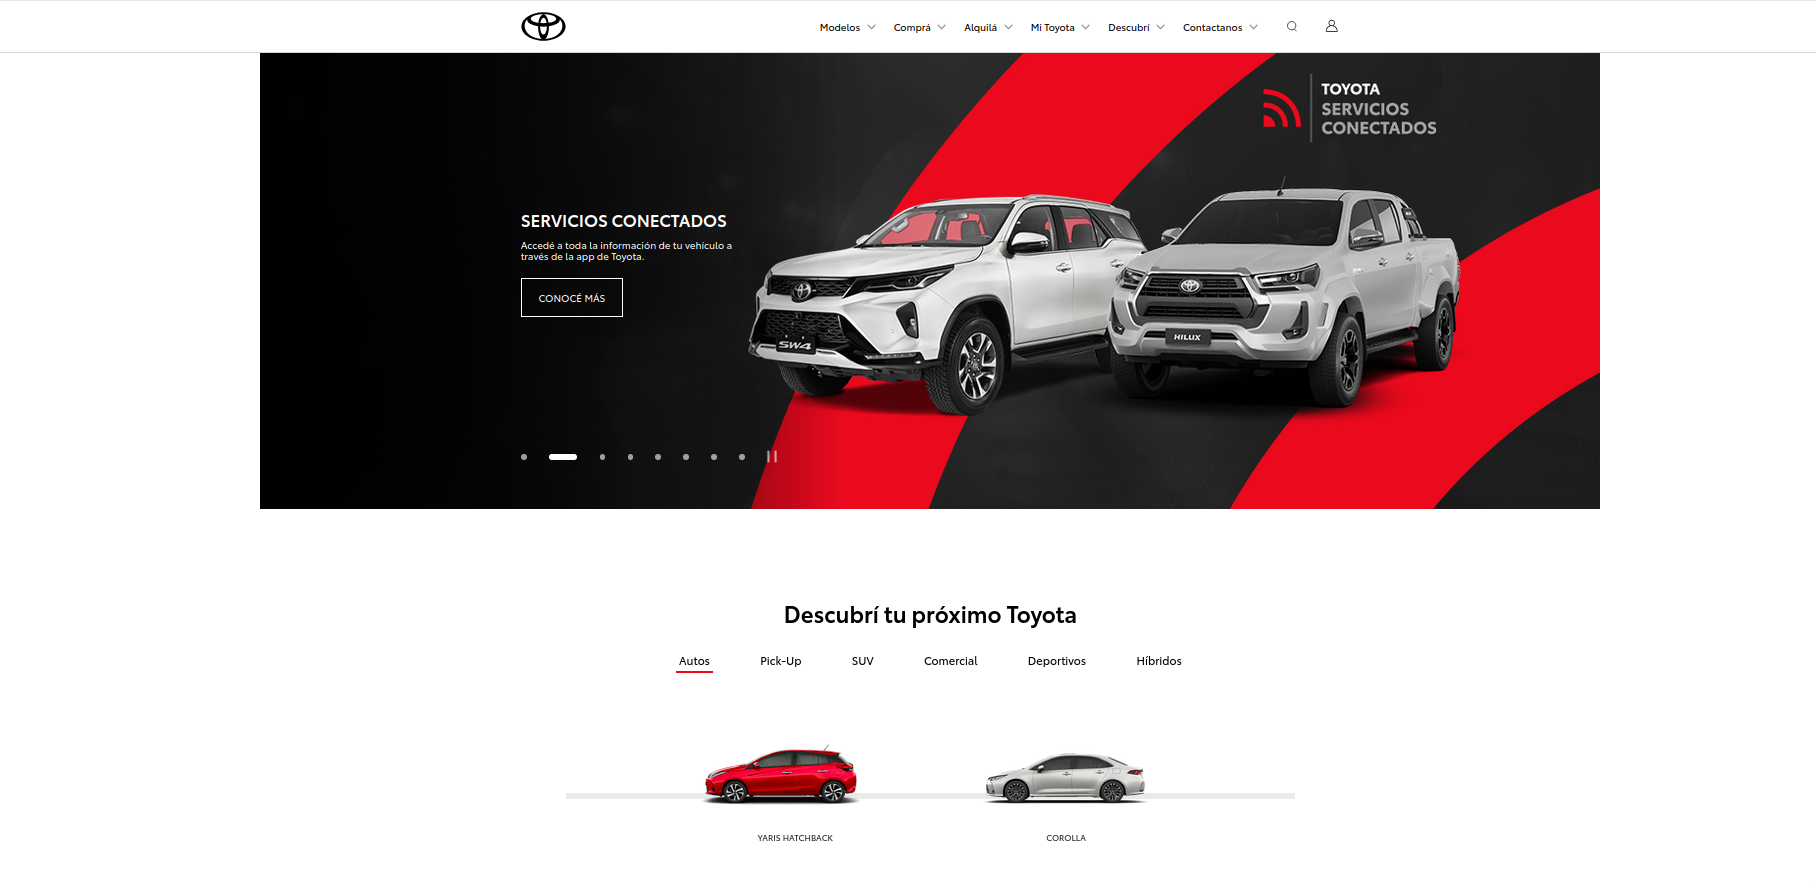 Modelos Comprá Alquilá Mi Toyota Descubrí Contactanos
TOYOTA
SERVICIOS
CONECTADOS
SERVICIOS CONECTADOS
Accedé a toda la información de tu vehículo a
través de la app de Toyota.
CONOCÉ MÁS
SW4
HILUX
Descubrí tu próximo Toyota
Autos Pick-Up SUV Comercial Deportivos Híbridos
YARIS HATCHBACK COROLLA